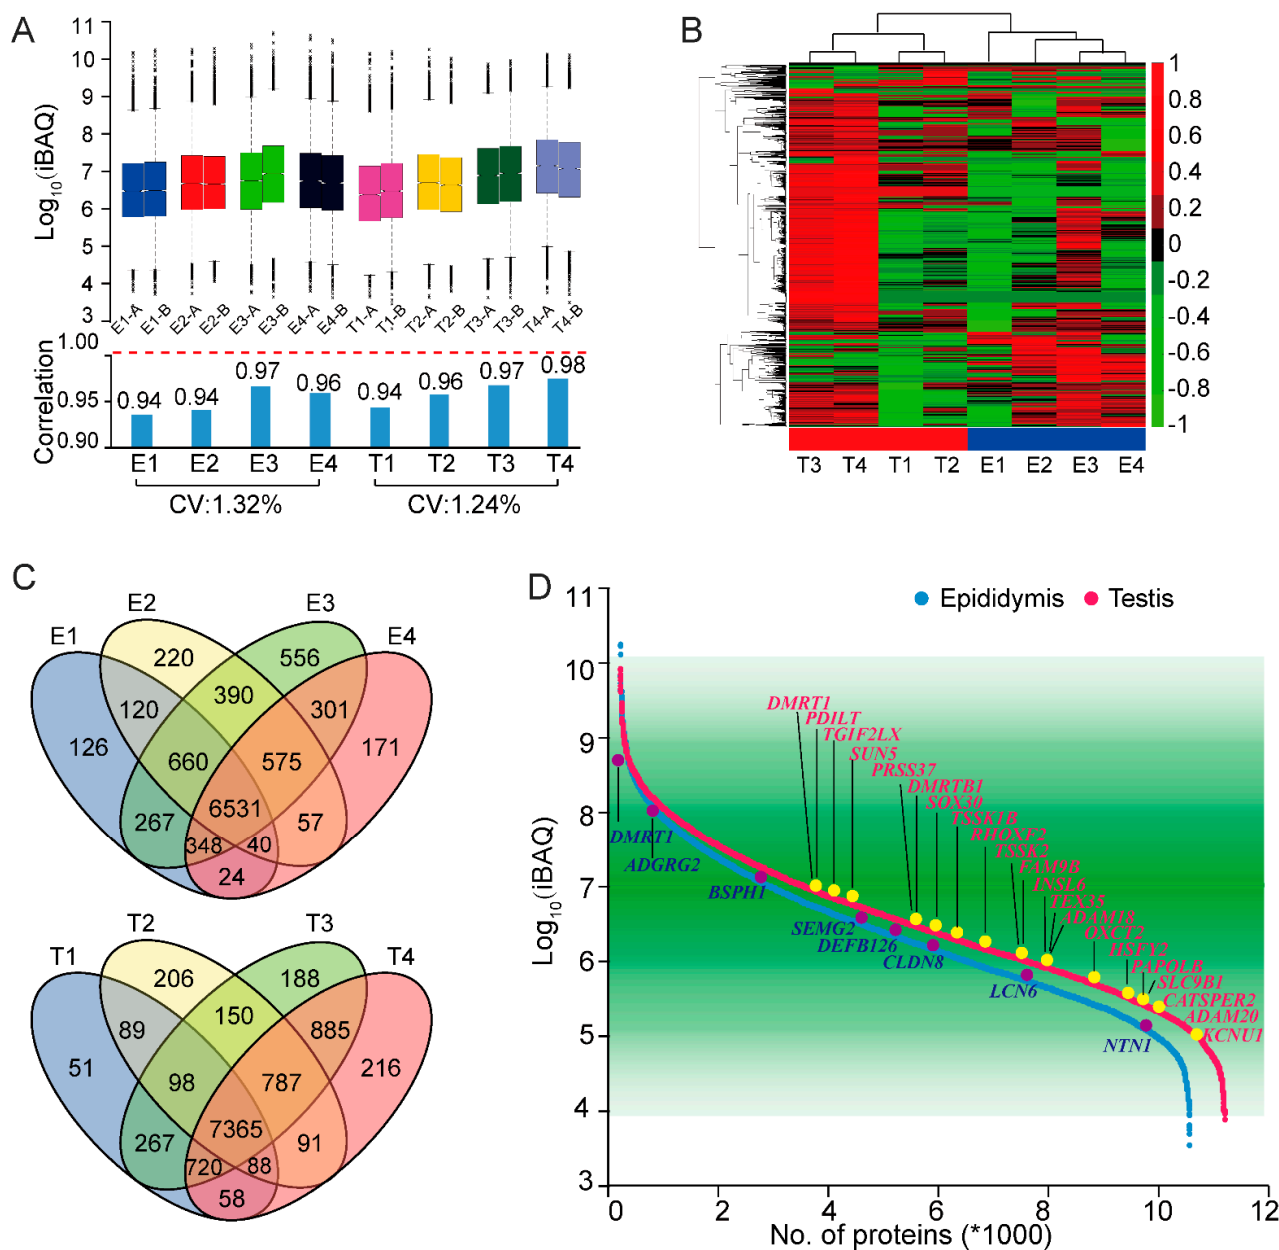 A
Log10(iBAQ)
11
10
9
8
7
6
5
4
3
E1-A
E1-B
E2-A
E2-B
E3-A
E3-B
E4-A
E4-B
T1-A
T1-B
T2-A
T2-B
T3-A
T3-B
T4-A
T4-B
Correlation
1.00
0.95
0.90
0.94
0.94
0.97
0.96
0.94
0.96
0.97
0.98
E1 E2 E3 E4 T1 T2 T3 T4
CV:1.32% CV:1.24%
B
1
0.8
0.6
0.4
0.2
0
-0.2
-0.4
-0.6
-0.8
-1
T3 T4 T1 T2 E1 E2 E3 E4
C
E1
E2
E3
E4
220
556
120
390
301
126
660
575
171
6531
267
57
348
40
24
T1
T2
T3
T4
206
188
89
150
885
51
98
787
216
7365
267
91
720
88
58
D
Epididymis
Testis
Log10(iBAQ)
11
10
9
8
7
6
5
4
3
DMRT1
PDILT
TGIF2LX
SUN5
PRSS37
DMRTB1
SOX30
TSSK1B
RHOXF2
TSSK2
FAM9B
INSL6
TEX35
ADAM18
OXCT2
HSFY2
PAPOLB
SLC9B1
CATSPER2
ADAM20
KCNU1
DMRT1
ADGRG2
BSPH1
SEMG2
DEFB126
CLDN8
LCN6
NTN1
0 2 4 6 8 10 12
No. of proteins (*1000)